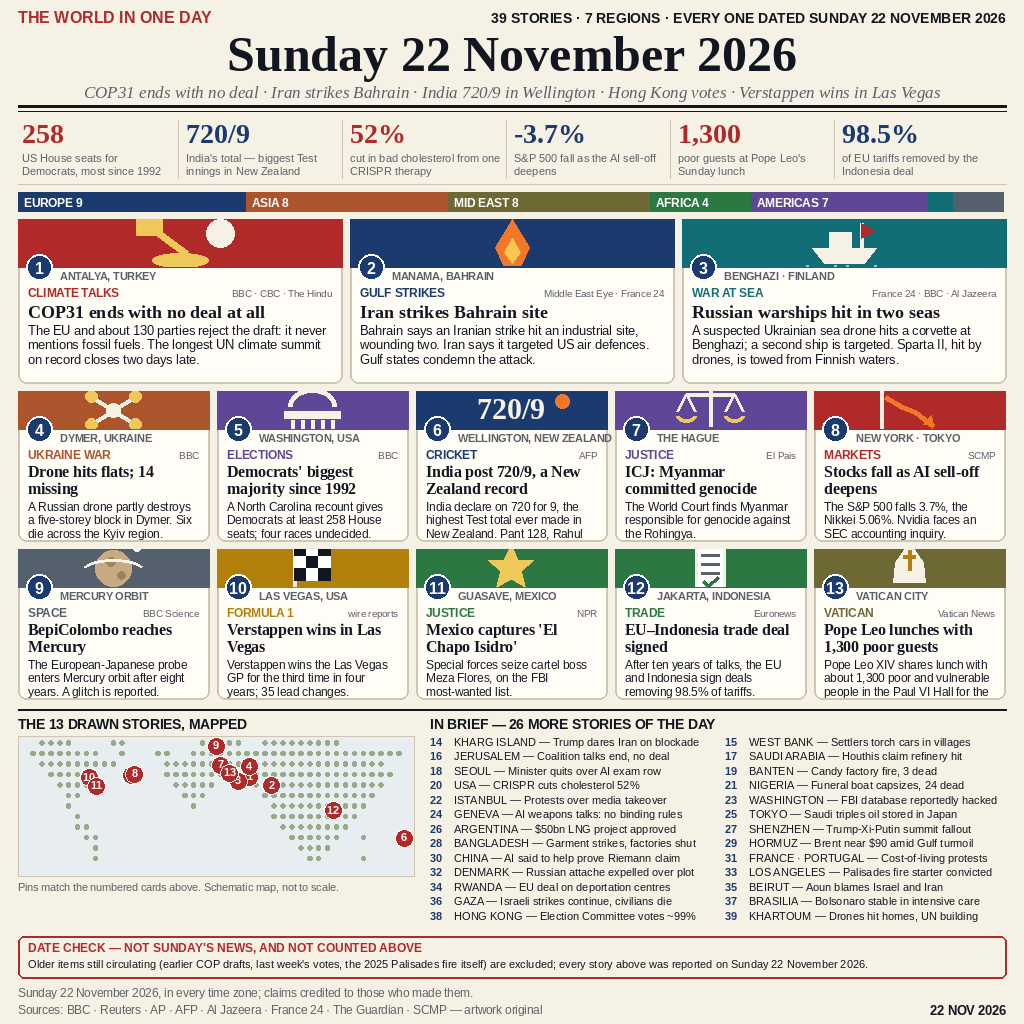 THE WORLD IN ONE DAY
39 STORIES · 7 REGIONS · EVERY ONE DATED SUNDAY 22 NOVEMBER 2026
Sunday 22 November 2026
COP31 ends with no deal · Iran strikes Bahrain · India 720/9 in Wellington · Hong Kong votes · Verstappen wins in Las Vegas
258
US House seats for
Democrats, most since 1992
720/9
India's total — biggest Test
innings in New Zealand
52%
cut in bad cholesterol from one
CRISPR therapy
-3.7%
S&P 500 fall as the AI sell-off
deepens
1,300
poor guests at Pope Leo's
Sunday lunch
98.5%
of EU tariffs removed by the
Indonesia deal
EUROPE 9
ASIA 8
MID EAST 8
AFRICA 4
AMERICAS 7
1
ANTALYA, TURKEY
CLIMATE TALKS
BBC · CBC · The Hindu
COP31 ends with no deal at all
The EU and about 130 parties reject the draft: it never
mentions fossil fuels. The longest UN climate summit
on record closes two days late.
2
MANAMA, BAHRAIN
GULF STRIKES
Middle East Eye · France 24
Iran strikes Bahrain site
Bahrain says an Iranian strike hit an industrial site,
wounding two. Iran says it targeted US air defences.
Gulf states condemn the attack.
3
BENGHAZI · FINLAND
WAR AT SEA
France 24 · BBC · Al Jazeera
Russian warships hit in two seas
A suspected Ukrainian sea drone hits a corvette at
Benghazi; a second ship is targeted. Sparta II, hit by
drones, is towed from Finnish waters.
4
DYMER, UKRAINE
UKRAINE WAR
BBC
Drone hits flats; 14
missing
A Russian drone partly destroys
a five-storey block in Dymer. Six
die across the Kyiv region.
5
WASHINGTON, USA
ELECTIONS
BBC
Democrats' biggest
majority since 1992
A North Carolina recount gives
Democrats at least 258 House
seats; four races undecided.
720/9
6
WELLINGTON, NEW ZEALAND
CRICKET
AFP
India post 720/9, a New
Zealand record
India declare on 720 for 9, the
highest Test total ever made in
New Zealand. Pant 128, Rahul
7
THE HAGUE
JUSTICE
El Pais
ICJ: Myanmar
committed genocide
The World Court finds Myanmar
responsible for genocide against
the Rohingya.
8
NEW YORK · TOKYO
MARKETS
SCMP
Stocks fall as AI sell-off
deepens
The S&P 500 falls 3.7%, the
Nikkei 5.06%. Nvidia faces an
SEC accounting inquiry.
9
MERCURY ORBIT
SPACE
BBC Science
BepiColombo reaches
Mercury
The European-Japanese probe
enters Mercury orbit after eight
years. A glitch is reported.
10
LAS VEGAS, USA
FORMULA 1
wire reports
Verstappen wins in Las
Vegas
Verstappen wins the Las Vegas
GP for the third time in four
years; 35 lead changes.
11
GUASAVE, MEXICO
JUSTICE
NPR
Mexico captures 'El
Chapo Isidro'
Special forces seize cartel boss
Meza Flores, on the FBI
most-wanted list.
12
JAKARTA, INDONESIA
TRADE
Euronews
EU–Indonesia trade deal
signed
After ten years of talks, the EU
and Indonesia sign deals
removing 98.5% of tariffs.
13
VATICAN CITY
VATICAN
Vatican News
Pope Leo lunches with
1,300 poor guests
Pope Leo XIV shares lunch with
about 1,300 poor and vulnerable
people in the Paul VI Hall for the
THE 13 DRAWN STORIES, MAPPED
9
7
13
4
3
10
11
8
2
12
6
Pins match the numbered cards above. Schematic map, not to scale.
IN BRIEF — 26 MORE STORIES OF THE DAY
14 KHARG ISLAND — Trump dares Iran on blockade
15 WEST BANK — Settlers torch cars in villages
16 JERUSALEM — Coalition talks end, no deal
17 SAUDI ARABIA — Houthis claim refinery hit
18 SEOUL — Minister quits over AI exam row
19 BANTEN — Candy factory fire, 3 dead
20 USA — CRISPR cuts cholesterol 52%
21 NIGERIA — Funeral boat capsizes, 24 dead
22 ISTANBUL — Protests over media takeover
23 WASHINGTON — FBI database reportedly hacked
24 GENEVA — AI weapons talks: no binding rules
25 TOKYO — Saudi triples oil stored in Japan
26 ARGENTINA — $50bn LNG project approved
27 SHENZHEN — Trump-Xi-Putin summit fallout
28 BANGLADESH — Garment strikes, factories shut
29 HORMUZ — Brent near $90 amid Gulf turmoil
30 CHINA — AI said to help prove Riemann claim
31 FRANCE · PORTUGAL — Cost-of-living protests
32 DENMARK — Russian attache expelled over plot
33 LOS ANGELES — Palisades fire starter convicted
34 RWANDA — EU deal on deportation centres
35 BEIRUT — Aoun blames Israel and Iran
36 GAZA — Israeli strikes continue, civilians die
37 BRASILIA — Bolsonaro stable in intensive care
38 HONG KONG — Election Committee votes ~99%
39 KHARTOUM — Drones hit homes, UN building
DATE CHECK — NOT SUNDAY'S NEWS, AND NOT COUNTED ABOVE
Older items still circulating (earlier COP drafts, last week's votes, the 2025 Palisades fire itself) are excluded; every story above was reported on Sunday 22 November 2026.
Sunday 22 November 2026, in every time zone; claims credited to those who made them.
Sources: BBC · Reuters · AP · AFP · Al Jazeera · France 24 · The Guardian · SCMP — artwork original
22 NOV 2026